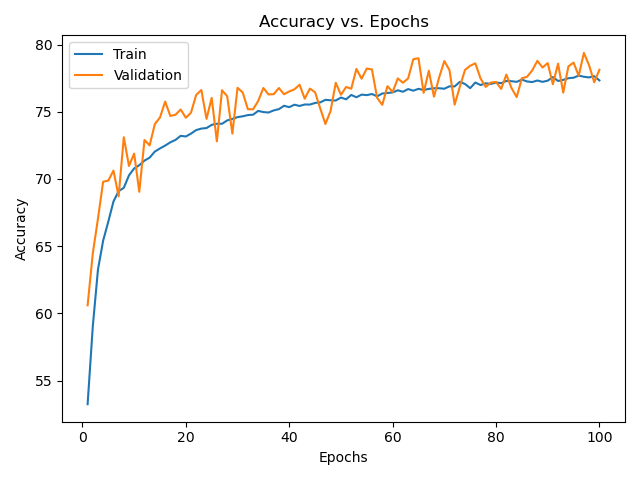 Accuracy vs. Epochs
Train
Validation
80
75
70
65
60
55
Accuracy
0 20 40 60 80 100
Epochs